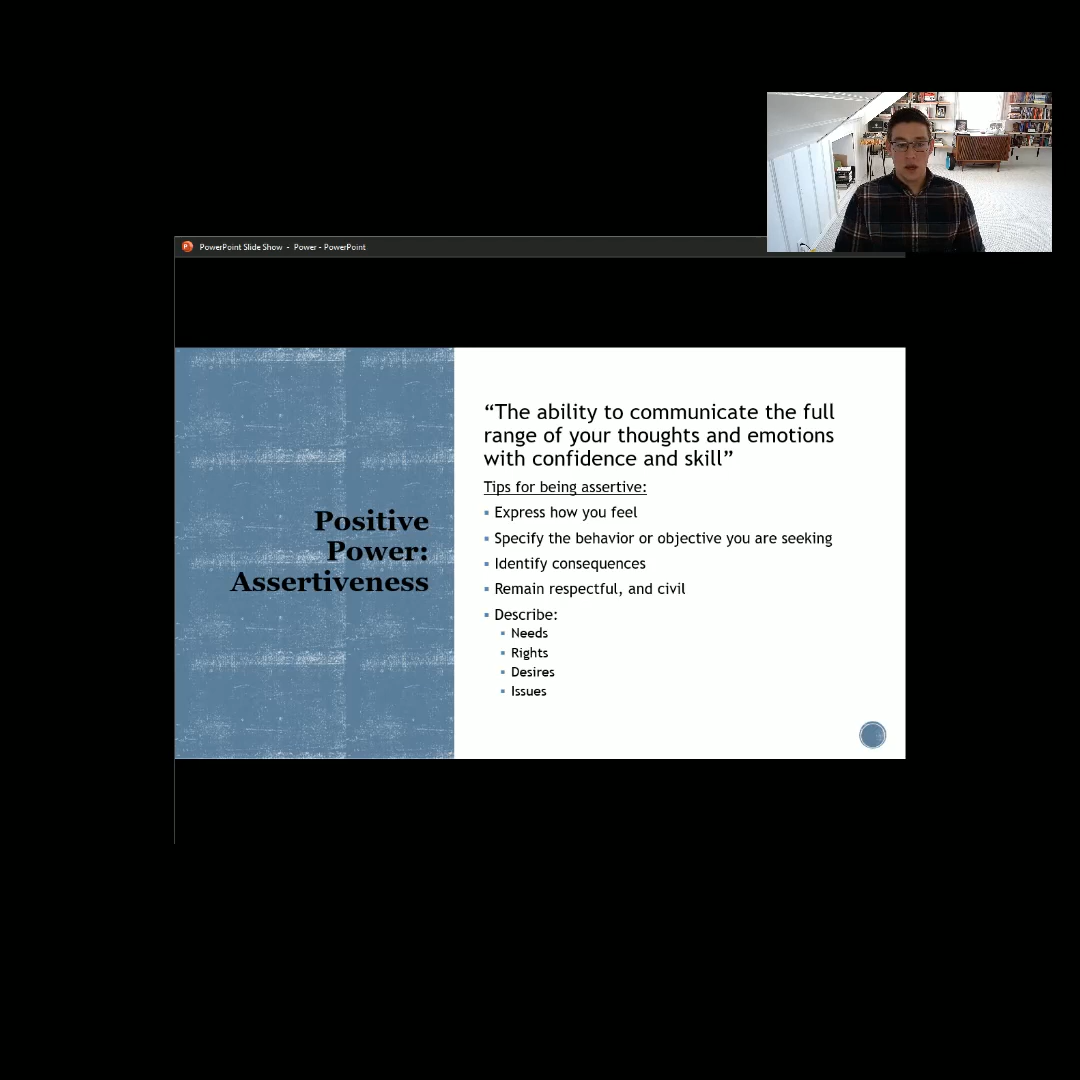 PowerPoint Slide Show - Power - PowerPoint
Positive
Power:
Assertiveness
“The ability to communicate the full
range of your thoughts and emotions
with confidence and skill”
Tips for being assertive:
▪ Express how you feel
▪ Specify the behavior or objective you are seeking
▪ Identify consequences
▪ Remain respectful, and civil
▪ Describe:
▪ Needs
▪ Rights
▪ Desires
▪ Issues